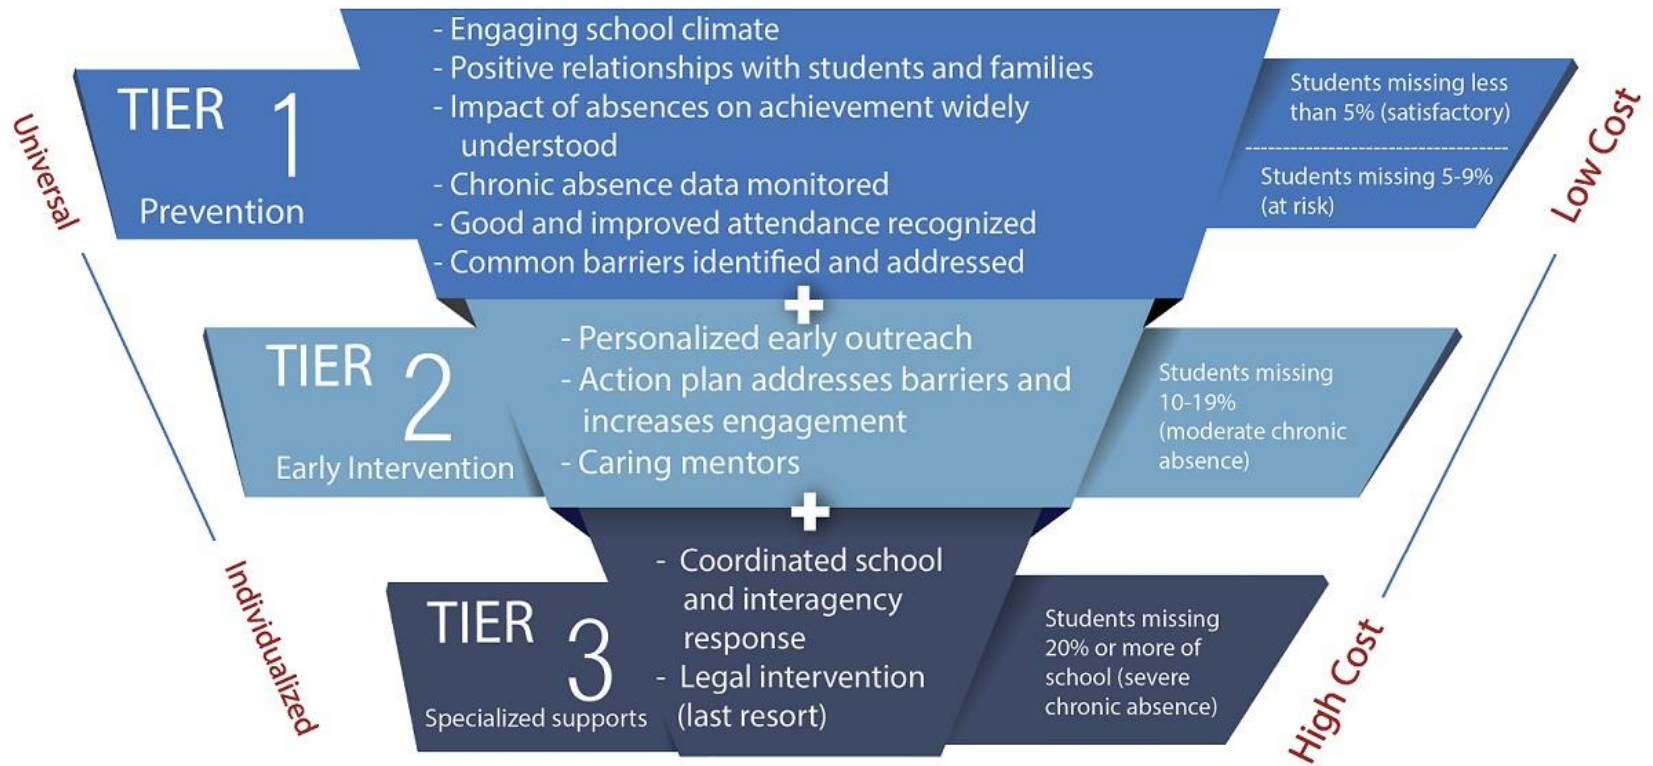 Universal
Individualized
TIER 1
Prevention
- Engaging school climate
- Positive relationships with students and families
- Impact of absences on achievement widely
understood
- Chronic absence data monitored
- Good and improved attendance recognized
- Common barriers identified and addressed
Students missing less
than 5% (satisfactory)
Students missing 5-9%
(at risk)
+
TIER 2
Early Intervention
- Personalized early outreach
- Action plan addresses barriers and
increases engagement
- Caring mentors
Students missing
10-19%
(moderate chronic
absence)
+
TIER 3
Specialized supports
- Coordinated school
and interagency
response
- Legal intervention
(last resort)
Students missing
20% or more of
school (severe
chronic absence)
Low Cost
High Cost